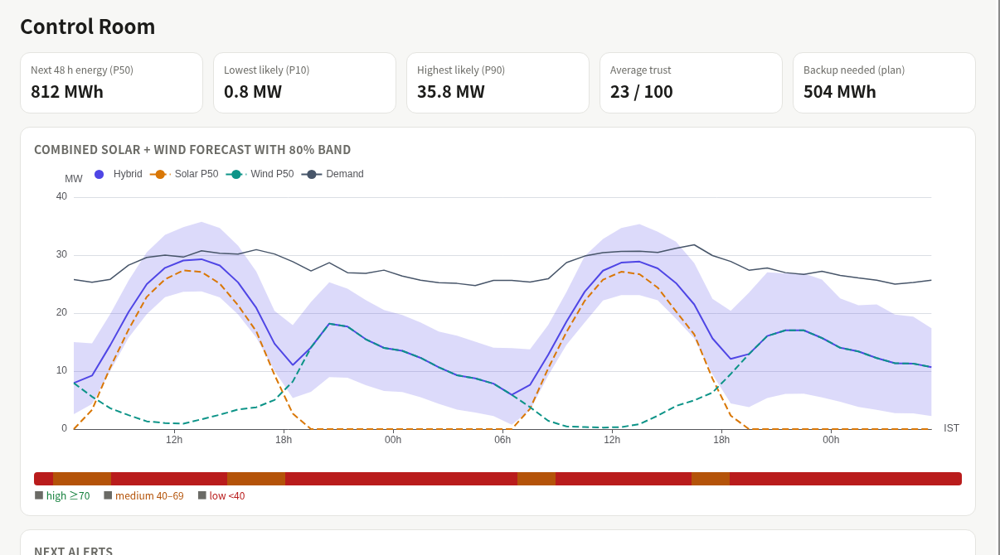 Control Room
Next 48 h energy (P50)
812 MWh
Lowest likely (P10)
0.8 MW
Highest likely (P90)
35.8 MW
Average trust
23 / 100
Backup needed (plan)
504 MWh
COMBINED SOLAR + WIND FORECAST WITH 80% BAND
MW
Hybrid
Solar P50
Wind P50
Demand
40
30
20
10
0
12h
18h
00h
06h
12h
18h
00h
IST
high ≥70
medium 40–69
low <40
NEXT ALERTS